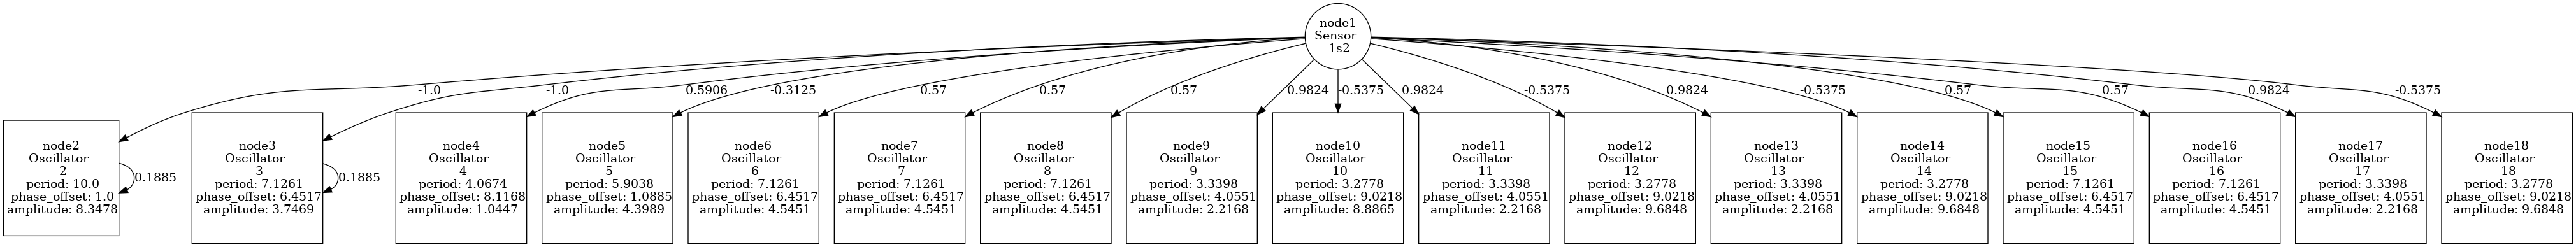 node1
Sensor
1s2
-1.0
-1.0
0.5906
-0.3125
0.57
0.57
0.57
0.9824
-0.5375
0.9824
-0.5375
0.9824
-0.5375
0.57
0.57
0.9824
-0.5375
node2
Oscillator
2
period: 10.0
phase_offset: 1.0
amplitude: 8.3478
0.1885
node3
Oscillator
3
period: 7.1261
phase_offset: 6.4517
amplitude: 3.7469
0.1885
node4
Oscillator
4
period: 4.0674
phase_offset: 8.1168
amplitude: 1.0447
node5
Oscillator
5
period: 5.9038
phase_offset: 1.0885
amplitude: 4.3989
node6
Oscillator
6
period: 7.1261
phase_offset: 6.4517
amplitude: 4.5451
node7
Oscillator
7
period: 7.1261
phase_offset: 6.4517
amplitude: 4.5451
node8
Oscillator
8
period: 7.1261
phase_offset: 6.4517
amplitude: 4.5451
node9
Oscillator
9
period: 3.3398
phase_offset: 4.0551
amplitude: 2.2168
node10
Oscillator
10
period: 3.2778
phase_offset: 9.0218
amplitude: 8.8865
node11
Oscillator
11
period: 3.3398
phase_offset: 4.0551
amplitude: 2.2168
node12
Oscillator
12
period: 3.2778
phase_offset: 9.0218
amplitude: 9.6848
node13
Oscillator
13
period: 3.3398
phase_offset: 4.0551
amplitude: 2.2168
node14
Oscillator
14
period: 3.2778
phase_offset: 9.0218
amplitude: 9.6848
node15
Oscillator
15
period: 7.1261
phase_offset: 6.4517
amplitude: 4.5451
node16
Oscillator
16
period: 7.1261
phase_offset: 6.4517
amplitude: 4.5451
node17
Oscillator
17
period: 3.3398
phase_offset: 4.0551
amplitude: 2.2168
node18
Oscillator
18
period: 3.2778
phase_offset: 9.0218
amplitude: 9.6848